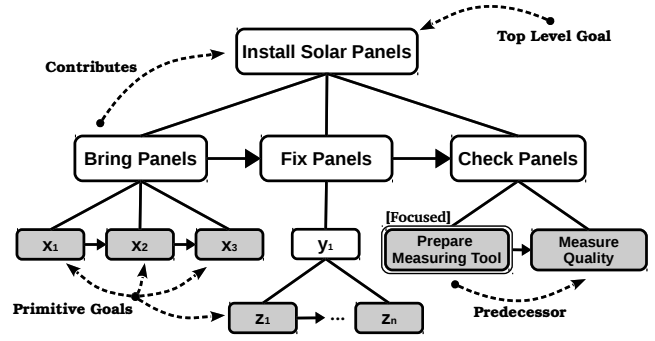 Top Level Goal
Install Solar Panels
Contributes
Bring Panels
Fix Panels
Check Panels
[Focused]
x₁
x₂
x₃
y₁
Prepare
Measuring Tool
Measure
Quality
Primitive Goals
z₁
...
zₙ
Predecessor